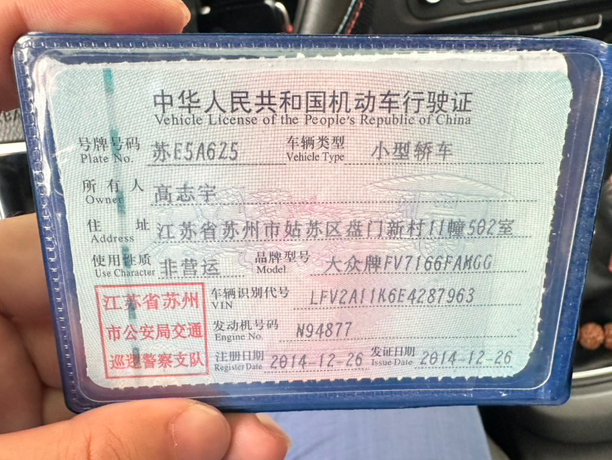 中华人民共和国机动车行驶证
Vehicle License of the People's Republic of China
号牌号码 苏E5A625 车辆类型 小型轿车
Plate No. Vehicle Type
所有人 高志宇
Owner
住址 江苏省苏州市姑苏区盘门新村11幢502室
Address
使用性质 非营运 品牌型号 大众牌FV7166FAMGG
Use Character Model
江苏省苏州 车辆识别代号 LFV2A11K6E4287963
VIN
市公安局交通 发动机号码 N94877
Engine No.
巡逻警察支队 注册日期 2014-12-26 发证日期 2014-12-26
Register Date Issue Date